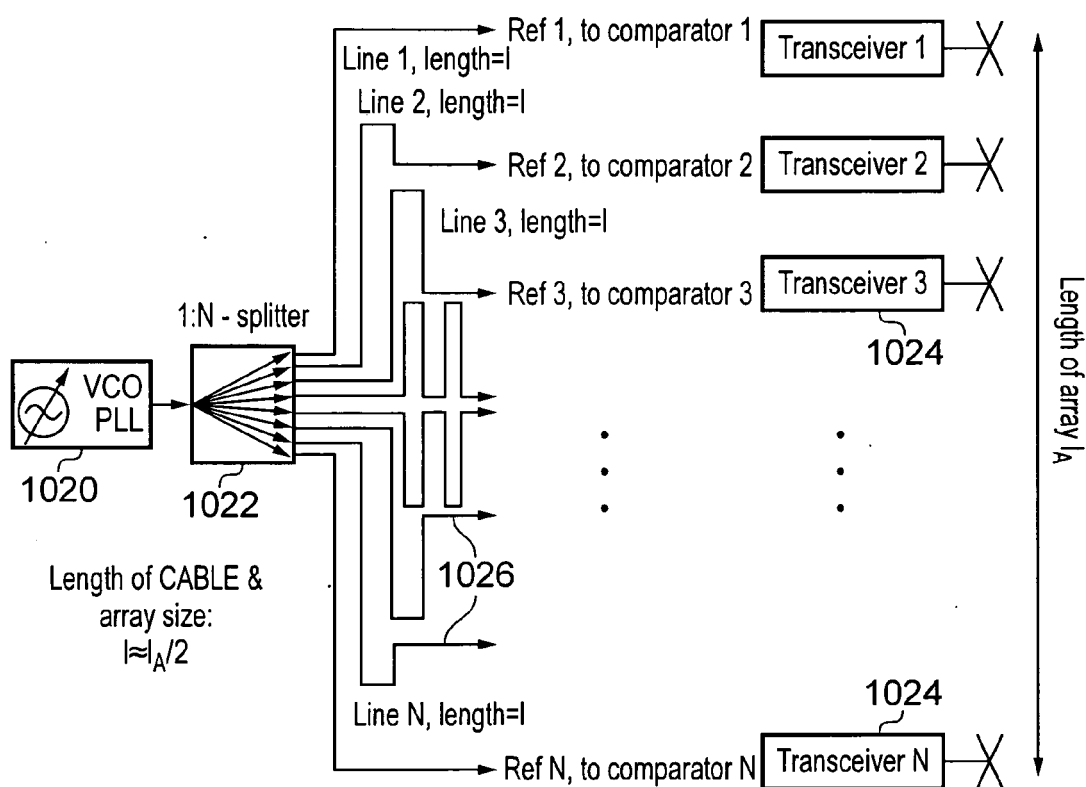 Ref 1, to comparator 1
Transceiver 1
Line 1, length=l
Line 2, length=l
Ref 2, to comparator 2
Transceiver 2
Line 3, length=l
Ref 3, to comparator 3
Transceiver 3
1024
1:N - splitter
VCO
PLL
1020
1022
Length of array lA
1026
Length of CABLE &
array size:
l≈lA/2
Line N, length=l
1024
Ref N, to comparator N
Transceiver N